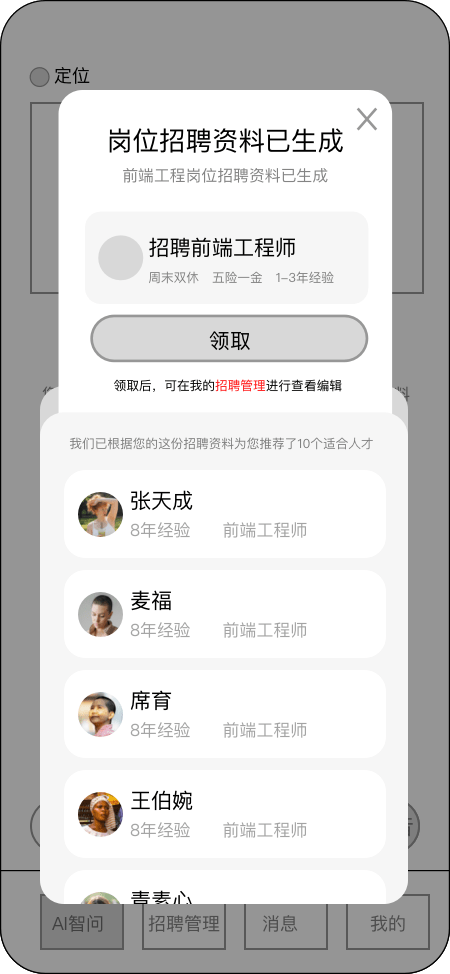 定位
岗位招聘资料已生成
前端工程岗位招聘资料已生成
招聘前端工程师
周末双休 五险一金 1-3年经验
领取
领取后，可在我的招聘管理进行查看编辑
料
我们已根据您的这份招聘资料为您推荐了10个适合人才
张天成
8年经验 前端工程师
麦福
8年经验 前端工程师
席育
8年经验 前端工程师
王伯婉
8年经验 前端工程师
AI智问 招聘管理 消息 我的